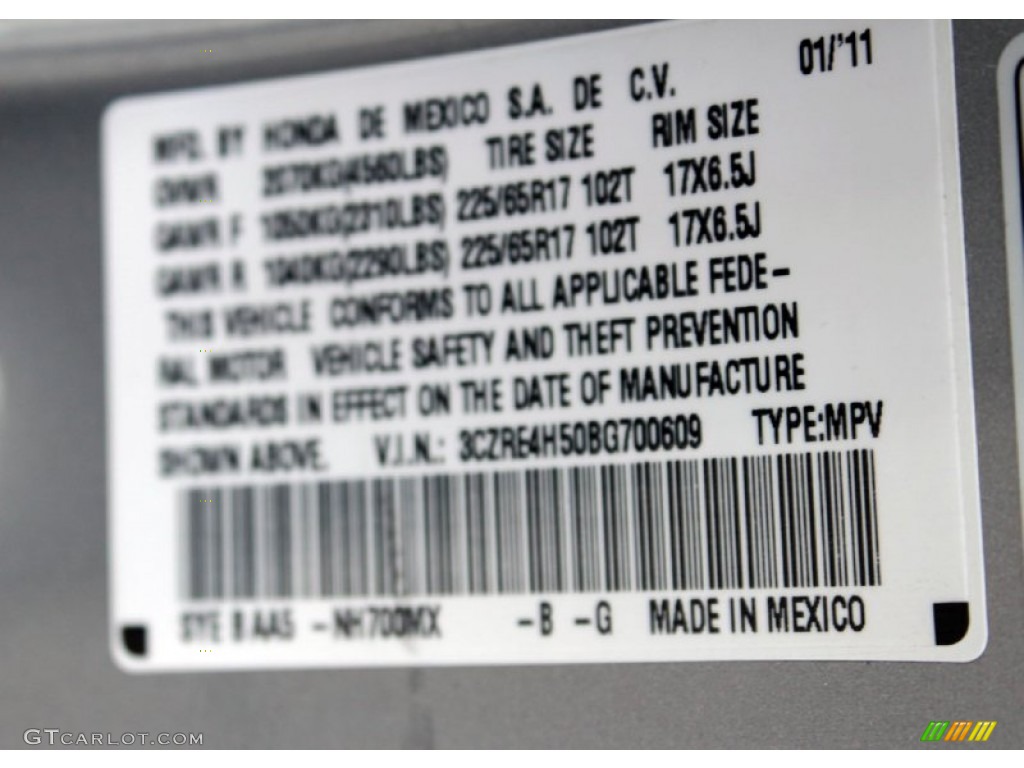 01/'11
MFD. BY HONDA DE MEXICO S.A. DE C.V.
GVWR 2070KG(4560LBS) TIRE SIZE RIM SIZE
GAWR F 1050KG(2310LBS) 225/65R17 102T 17X6.5J
GAWR R 1040KG(2290LBS) 225/65R17 102T 17X6.5J
THIS VEHICLE CONFORMS TO ALL APPLICABLE FEDE-
RAL MOTOR VEHICLE SAFETY AND THEFT PREVENTION
STANDARDS IN EFFECT ON THE DATE OF MANUFACTURE
SHOWN ABOVE. V.I.N.: 3CZRE4H50BG700609 TYPE:MPV
-NH700MX -B -G MADE IN MEXICO
GTCARLOT.COM